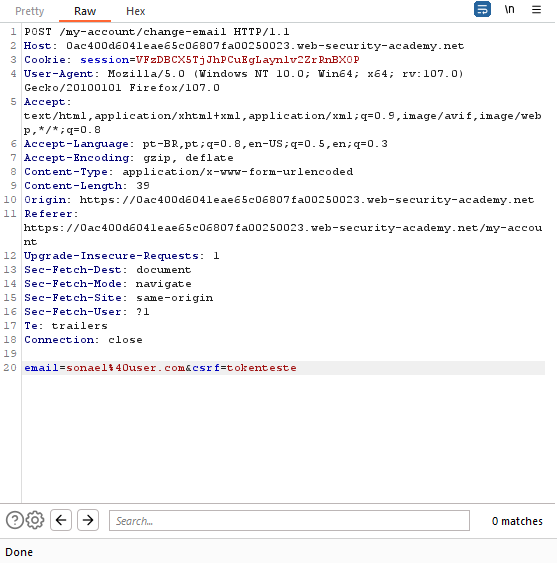 Pretty Raw Hex \n
1 POST /my-account/change-email HTTP/1.1
2 Host: 0ac400d6041eae65c06807fa00250023.web-security-academy.net
3 Cookie: session=VFzDBCX5TjJhPCuEgLaynlv2ZrRnBX0P
4 User-Agent: Mozilla/5.0 (Windows NT 10.0; Win64; x64; rv:107.0)
Gecko/20100101 Firefox/107.0
5 Accept:
text/html,application/xhtml+xml,application/xml;q=0.9,image/avif,image/web
p,*/*;q=0.8
6 Accept-Language: pt-BR,pt;q=0.8,en-US;q=0.5,en;q=0.3
7 Accept-Encoding: gzip, deflate
8 Content-Type: application/x-www-form-urlencoded
9 Content-Length: 39
10 Origin: https://0ac400d6041eae65c06807fa00250023.web-security-academy.net
11 Referer:
https://0ac400d6041eae65c06807fa00250023.web-security-academy.net/my-accou
nt
12 Upgrade-Insecure-Requests: 1
13 Sec-Fetch-Dest: document
14 Sec-Fetch-Mode: navigate
15 Sec-Fetch-Site: same-origin
16 Sec-Fetch-User: ?1
17 Te: trailers
18 Connection: close
19
20 email=sonael%40user.com&csrf=tokenteste
Search... 0 matches
Done